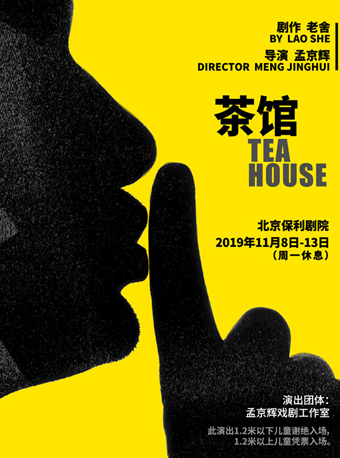 剧作 老舍
BY LAO SHE
导演 孟京辉
DIRECTOR MENG JINGHUI
茶馆
TEA
HOUSE
北京保利剧院
2019年11月8日-13日
(周一休息)
演出团体:
孟京辉戏剧工作室
此演出1.2米以下儿童谢绝入场,
1.2米以上儿童凭票入场。